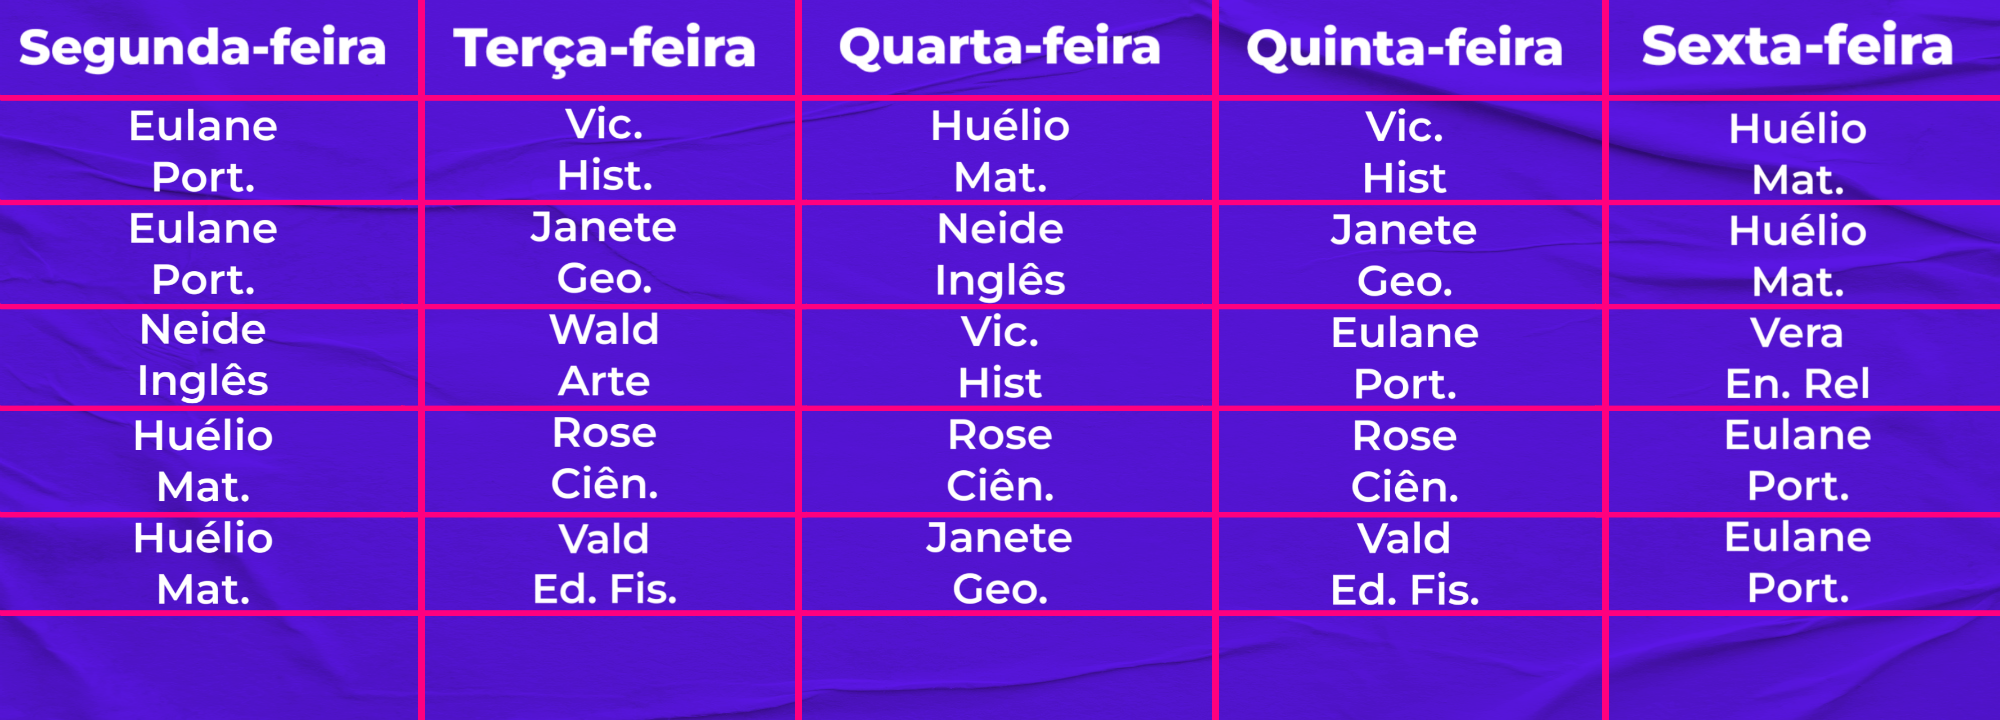 Segunda-feira Terça-feira Quarta-feira Quinta-feira Sexta-feira
Eulane Vic. Huélio Vic. Huélio
Port. Hist. Mat. Hist Mat.
Eulane Janete Neide Janete Huélio
Port. Geo. Inglês Geo. Mat.
Neide Wald Vic. Eulane Vera
Inglês Arte Hist Port. En. Rel
Huélio Rose Rose Rose Eulane
Mat. Ciên. Ciên. Ciên. Port.
Huélio Vald Janete Vald Eulane
Mat. Ed. Fis. Geo. Ed. Fis. Port.